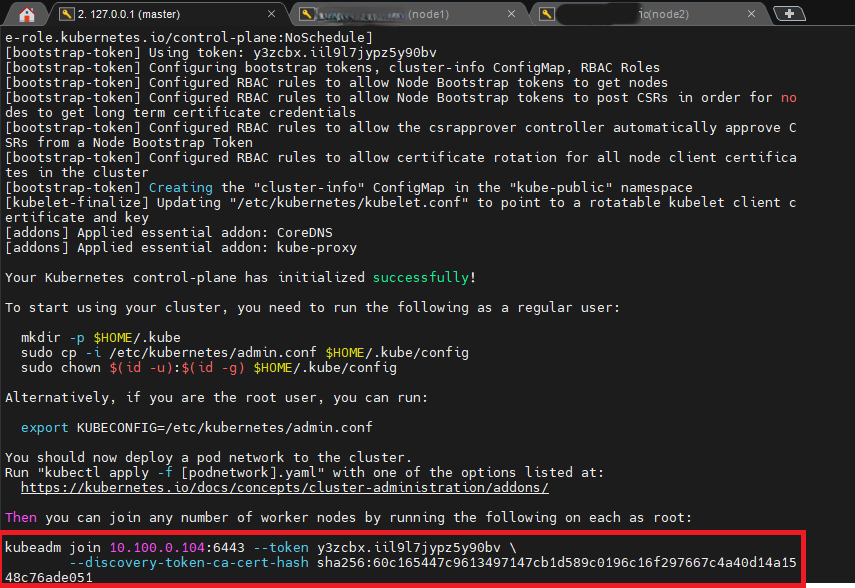 2. 127.0.0.1 (master)
(node1)
(node2)
e-role.kubernetes.io/control-plane:NoSchedule]
[bootstrap-token] Using token: y3zcbx.iil9l7jypz5y90bv
[bootstrap-token] Configuring bootstrap tokens, cluster-info ConfigMap, RBAC Roles
[bootstrap-token] Configured RBAC rules to allow Node Bootstrap tokens to get nodes
[bootstrap-token] Configured RBAC rules to allow Node Bootstrap tokens to post CSRs in order for no
des to get long term certificate credentials
[bootstrap-token] Configured RBAC rules to allow the csrapprover controller automatically approve C
SRs from a Node Bootstrap Token
[bootstrap-token] Configured RBAC rules to allow certificate rotation for all node client certifica
tes in the cluster
[bootstrap-token] Creating the "cluster-info" ConfigMap in the "kube-public" namespace
[kubelet-finalize] Updating "/etc/kubernetes/kubelet.conf" to point to a rotatable kubelet client c
ertificate and key
[addons] Applied essential addon: CoreDNS
[addons] Applied essential addon: kube-proxy
Your Kubernetes control-plane has initialized successfully!
To start using your cluster, you need to run the following as a regular user:
mkdir -p $HOME/.kube
sudo cp -i /etc/kubernetes/admin.conf $HOME/.kube/config
sudo chown $(id -u):$(id -g) $HOME/.kube/config
Alternatively, if you are the root user, you can run:
export KUBECONFIG=/etc/kubernetes/admin.conf
You should now deploy a pod network to the cluster.
Run "kubectl apply -f [podnetwork].yaml" with one of the options listed at:
https://kubernetes.io/docs/concepts/cluster-administration/addons/
Then you can join any number of worker nodes by running the following on each as root:
kubeadm join 10.100.0.104:6443 --token y3zcbx.iil9l7jypz5y90bv \
--discovery-token-ca-cert-hash sha256:60c165447c9613497147cb1d589c0196c16f297667c4a40d14a15
48c76ade051